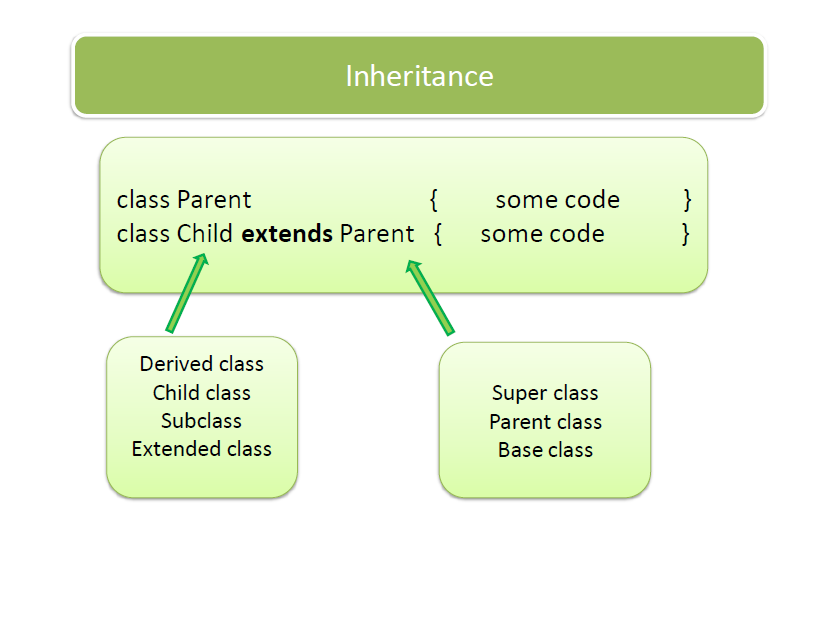 Inheritance
class Parent { some code }
class Child extends Parent { some code }
Derived class
Child class
Subclass
Extended class
Super class
Parent class
Base class